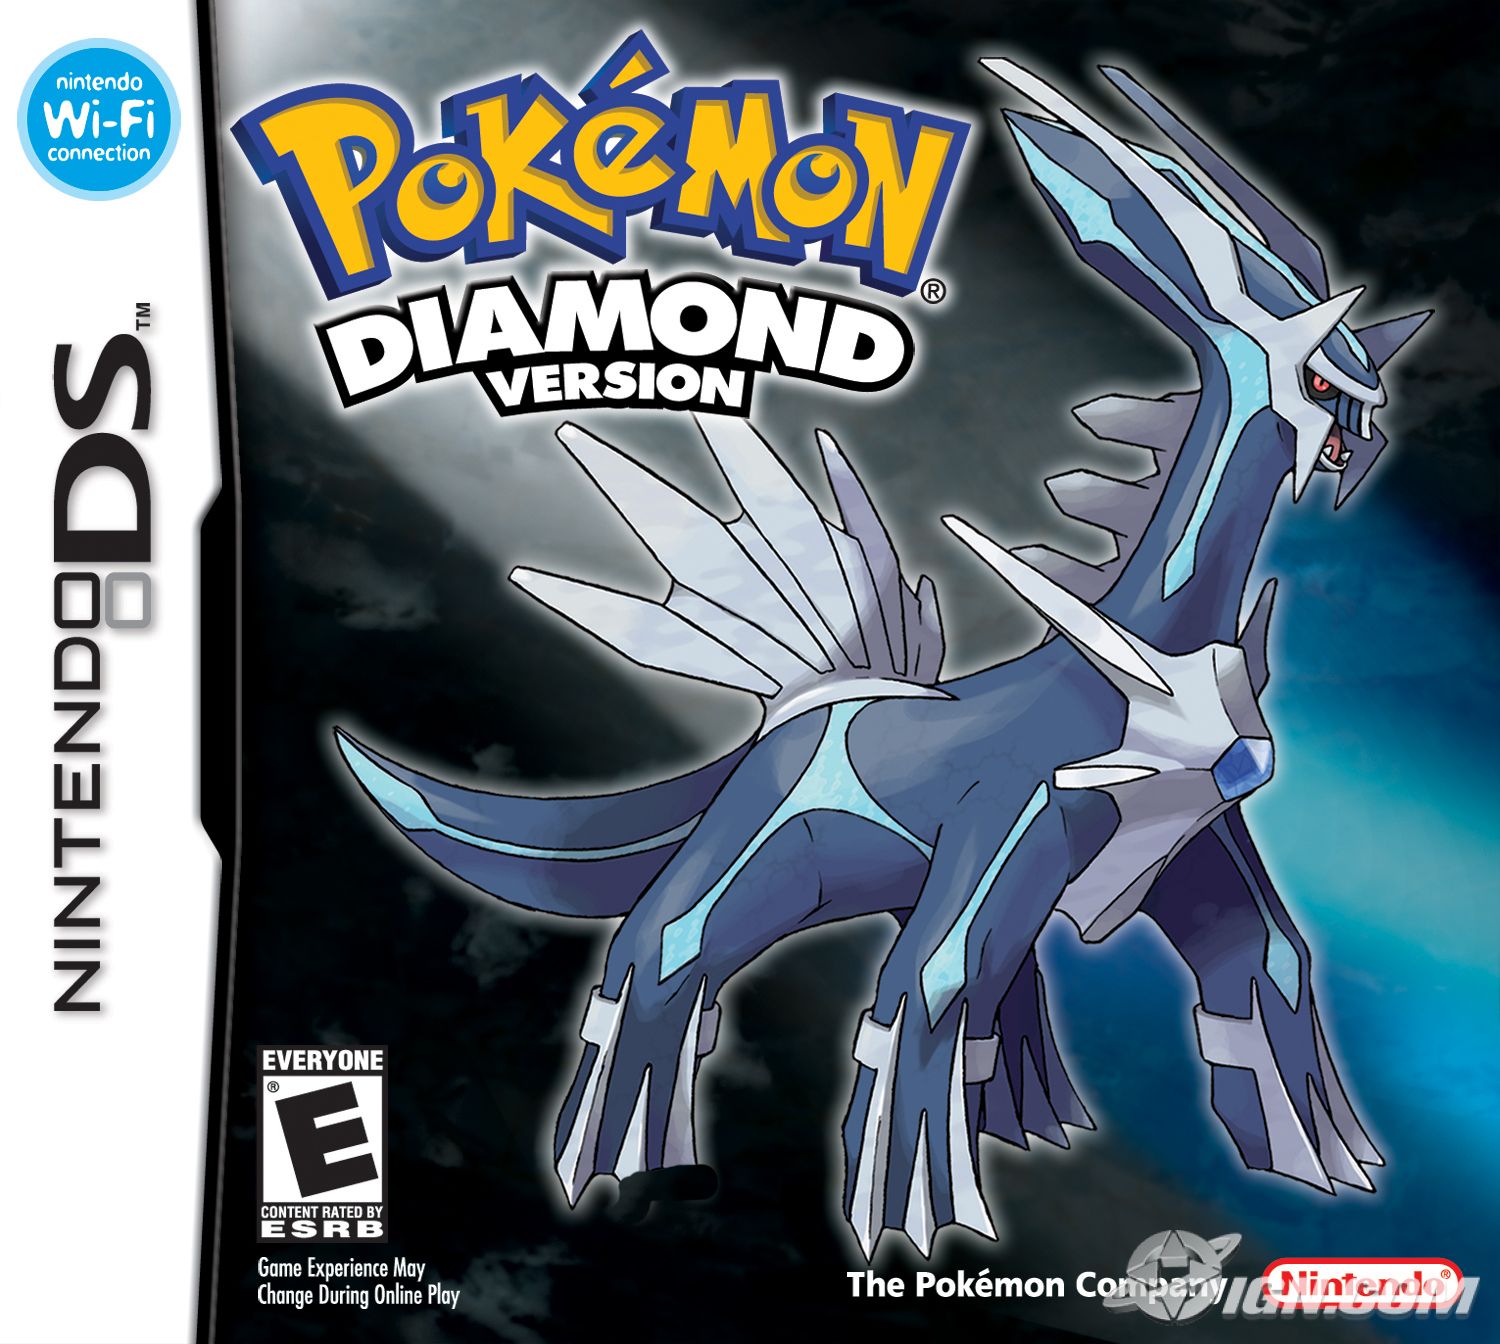 nintendo
Wi-Fi
connection
NINTENDO DS™
POKéMON®
DIAMOND
VERSION
EVERYONE
E®
CONTENT RATED BY
ESRB
Game Experience May
Change During Online Play
The Pokémon Company
Nintendo®
IGN.COM